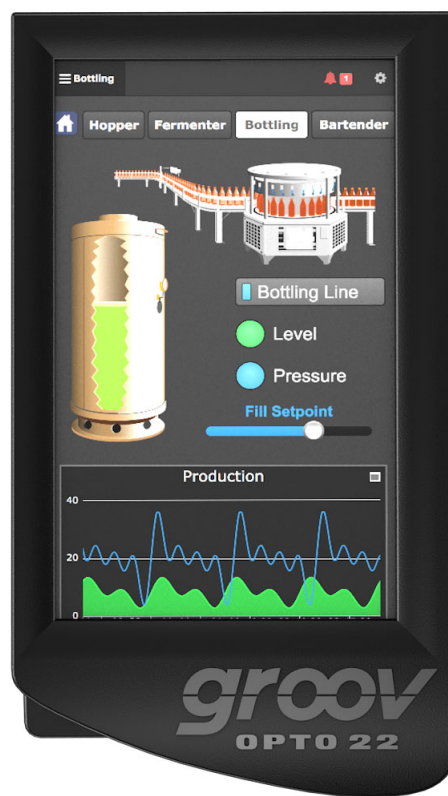 Bottling
1
Hopper Fermenter Bottling Bartender
Bottling Line
Level
Pressure
Fill Setpoint
Production
40
20
0
groov
OPTO 22